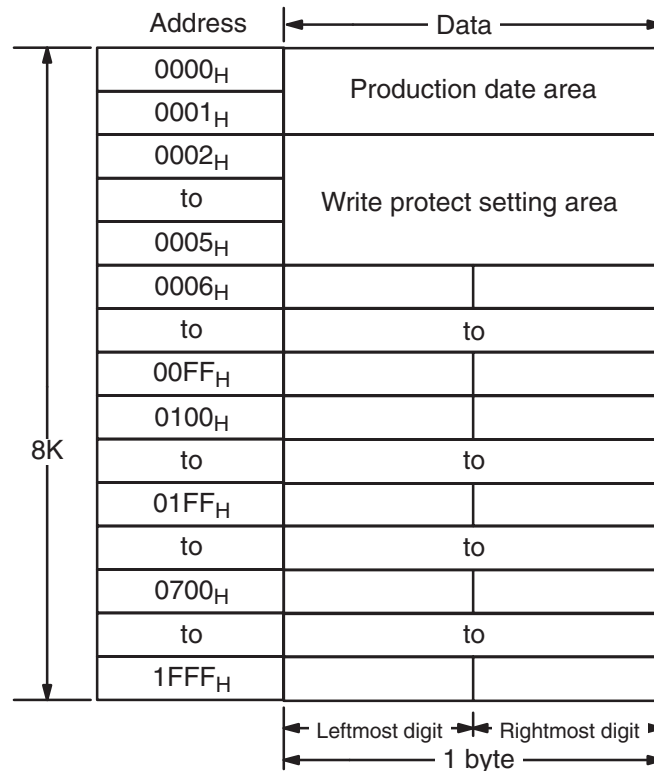 Address Data
0000H
Production date area
0001H
0002H
to
Write protect setting area
0005H
0006H
to to
00FFH
0100H
8K
to to
01FFH
to to
0700H
to to
1FFFH
Leftmost digit Rightmost digit
1 byte